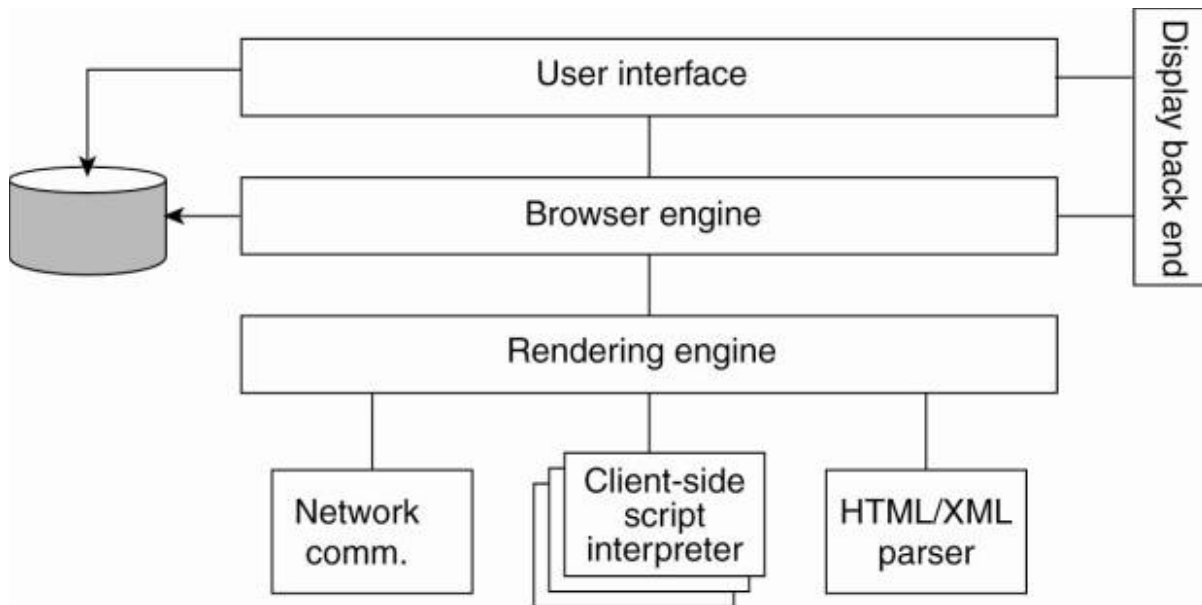 User interface
Display back end
Browser engine
Rendering engine
Network
comm.
Client-side
script
interpreter
HTML/XML
parser